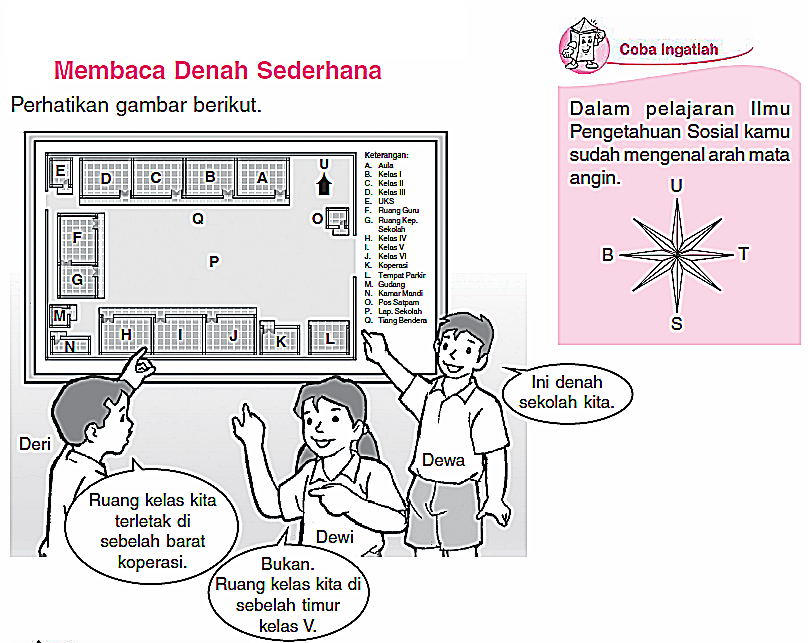 Membaca Denah Sederhana
Perhatikan gambar berikut.
Coba Ingatlah
Dalam pelajaran Ilmu
Pengetahuan Sosial kamu
sudah mengenal arah mata
angin.
U
B
T
S
E
D
C
B
A
U
Q
O
F
P
G
M
N
H
I
J
K
L
Keterangan:
A. Aula
B. Kelas I
C. Kelas II
D. Kelas III
E. UKS
F. Ruang Guru
G. Ruang Kep.
Sekolah
H. Kelas IV
I. Kelas V
J. Kelas VI
K. Koperasi
L. Tempat Parkir
M. Gudang
N. Kamar Mandi
O. Pos Satpam
P. Lap. Sekolah
Q. Tiang Bendera
Ini denah
sekolah kita.
Deri
Dewa
Ruang kelas kita
terletak di
sebelah barat
koperasi.
Dewi
Bukan.
Ruang kelas kita di
sebelah timur
kelas V.